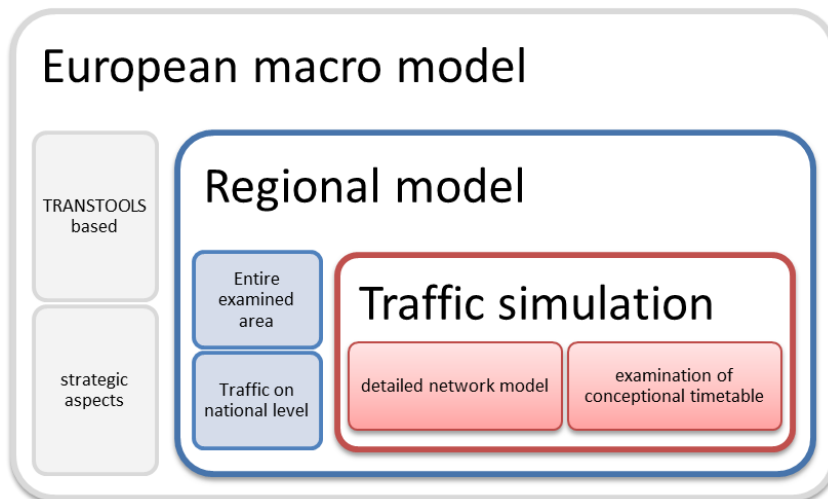 European macro model
TRANSTOOLS
based
strategic
aspects
Regional model
Entire
examined
area
Traffic on
national level
Traffic simulation
detailed network model
examination of
conceptional timetable